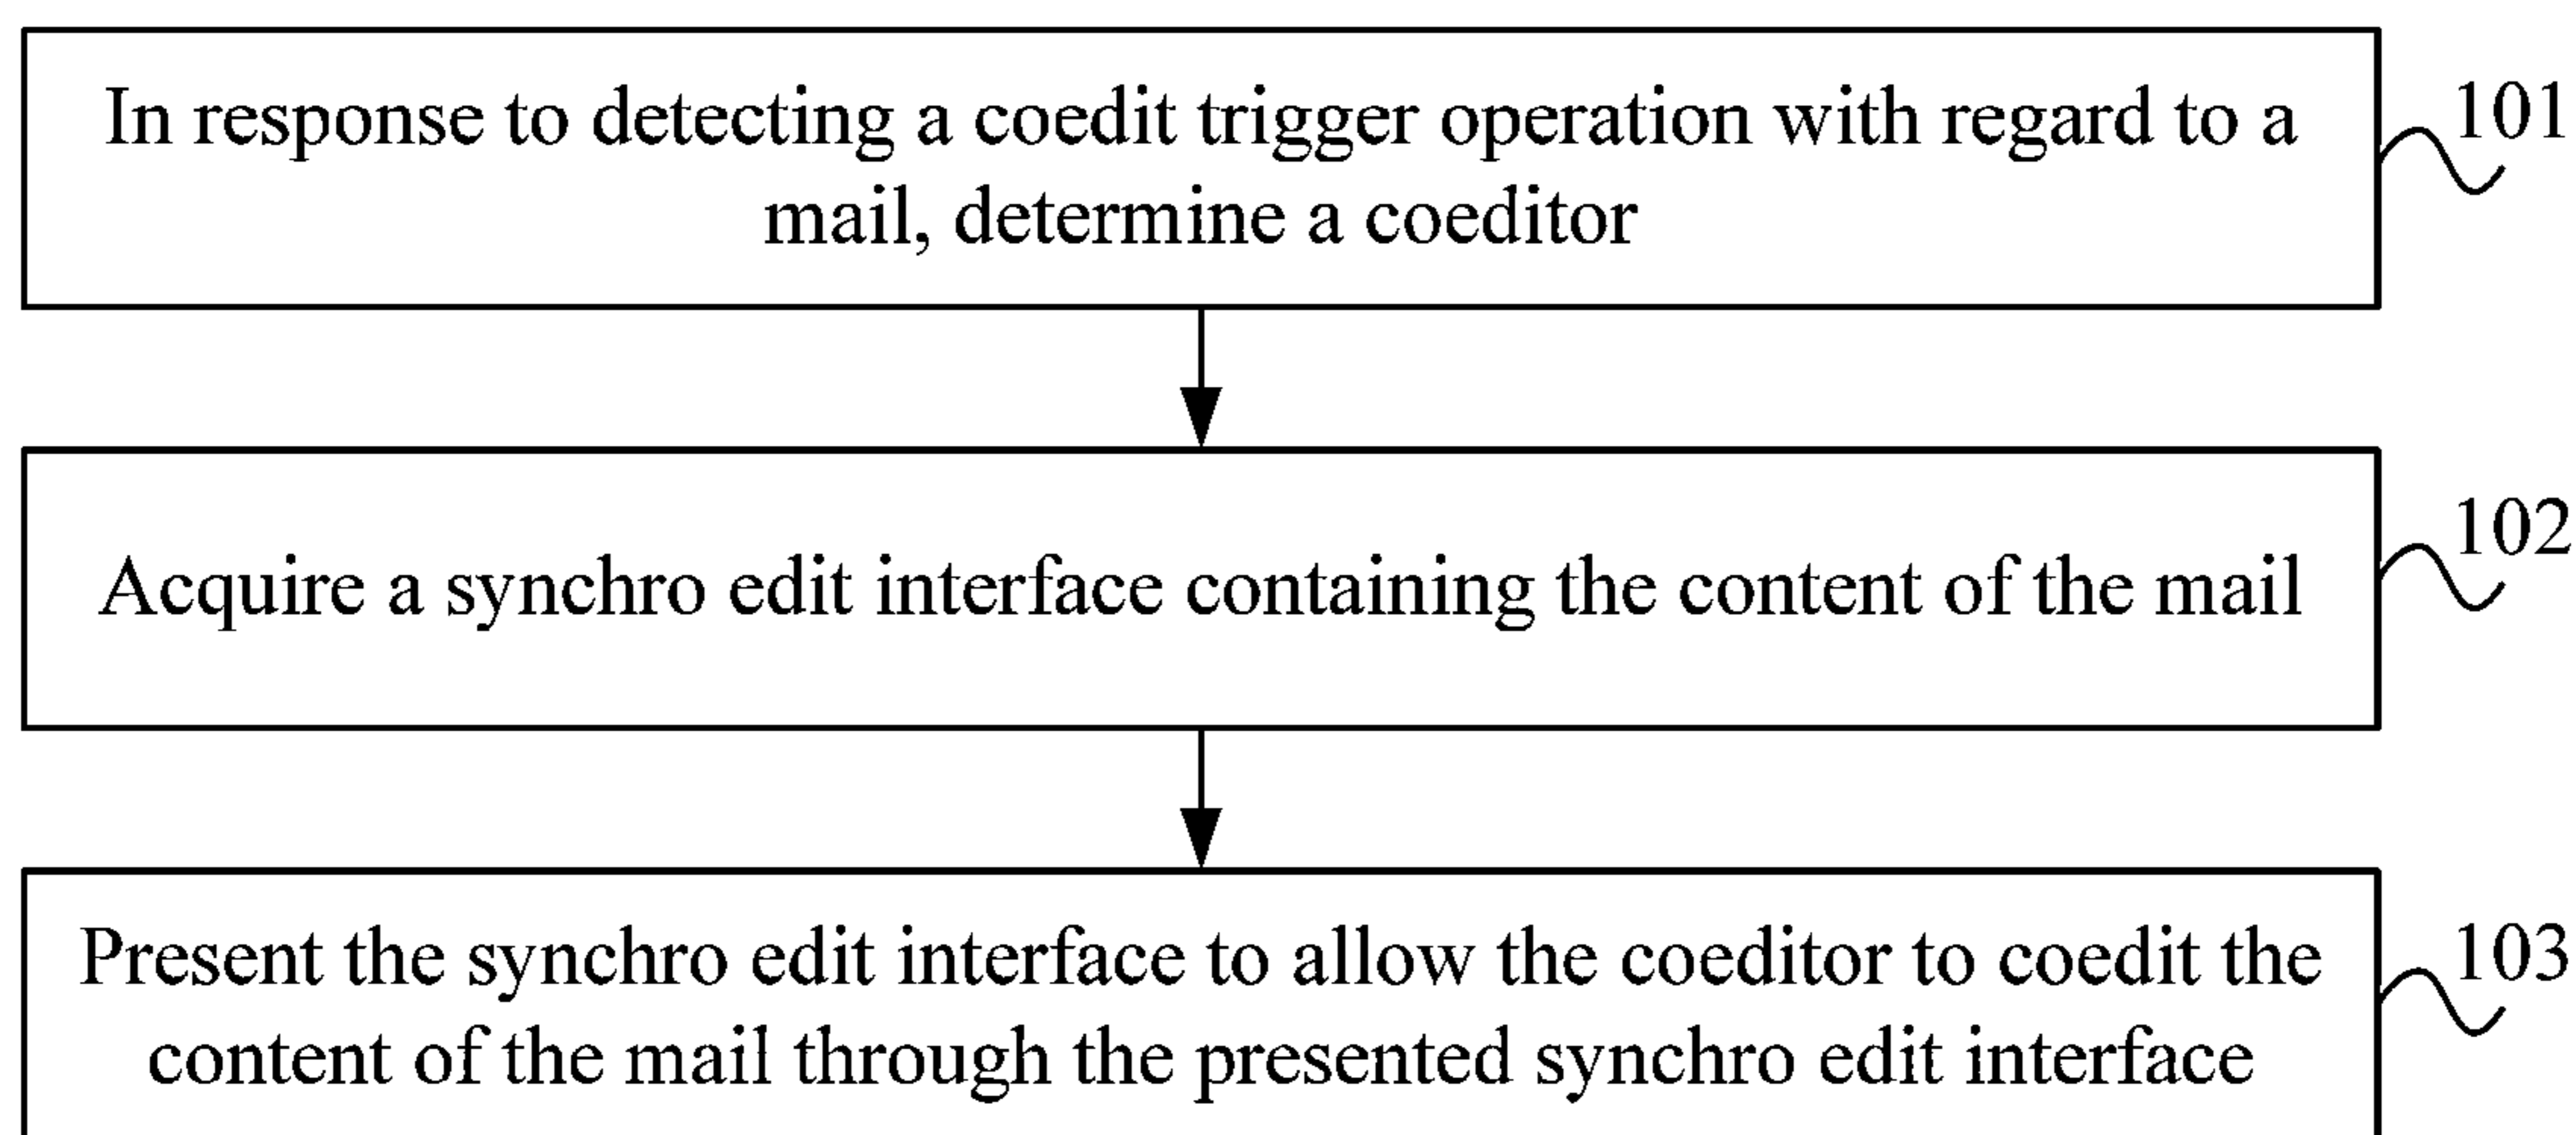 In response to detecting a coedit trigger operation with regard to a
mail, determine a coeditor
101
Acquire a synchro edit interface containing the content of the mail
102
Present the synchro edit interface to allow the coeditor to coedit the
content of the mail through the presented synchro edit interface
103